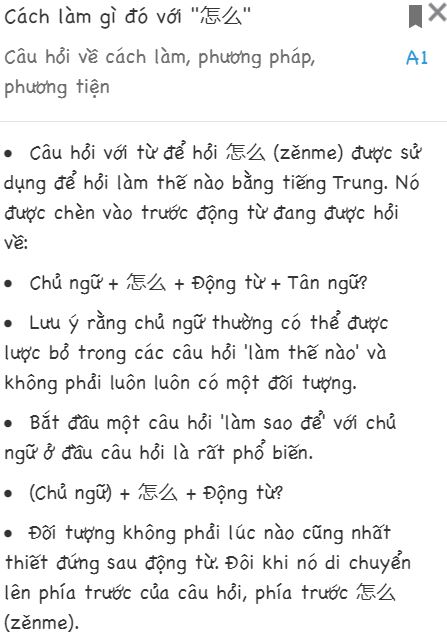 Cách làm gì đó với "怎么"
Câu hỏi về cách làm, phương pháp,
phương tiện
A1
• Câu hỏi với từ để hỏi 怎么 (zěnme) được sử
dụng để hỏi làm thế nào bằng tiếng Trung. Nó
được chèn vào trước động từ đang được hỏi
về:
• Chủ ngữ + 怎么 + Động từ + Tân ngữ?
• Lưu ý rằng chủ ngữ thường có thể được
lược bỏ trong các câu hỏi 'làm thế nào' và
không phải luôn luôn có một đối tượng.
• Bắt đầu một câu hỏi 'làm sao để' với chủ
ngữ ở đầu câu hỏi là rất phổ biến.
• (Chủ ngữ) + 怎么 + Động từ?
• Đối tượng không phải lúc nào cũng nhất
thiết đứng sau động từ. Đôi khi nó di chuyển
lên phía trước của câu hỏi, phía trước 怎么
(zěnme).